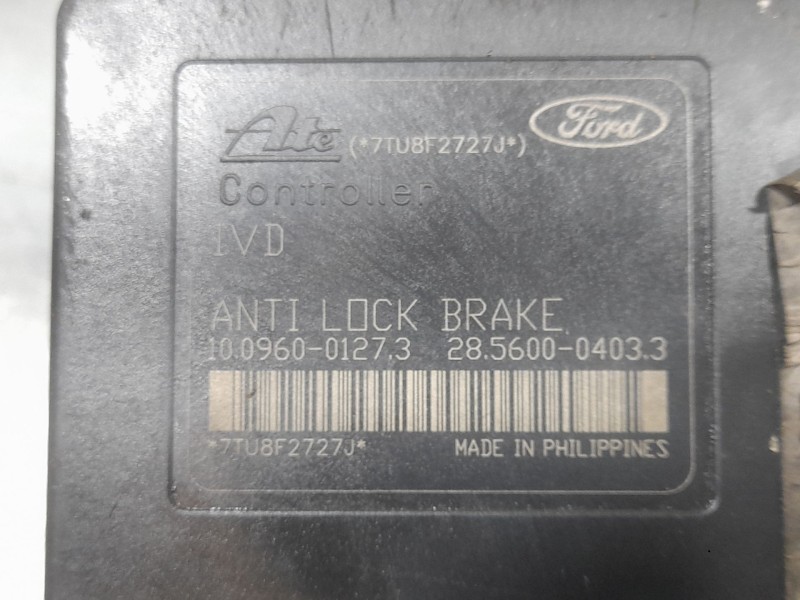 Ate (*7TU8F2727J*) Ford
Controller
IVD
ANTI LOCK BRAKE
10.0960-0127.3 28.5600-0403.3
*7TU8F2727J* MADE IN PHILIPPINES